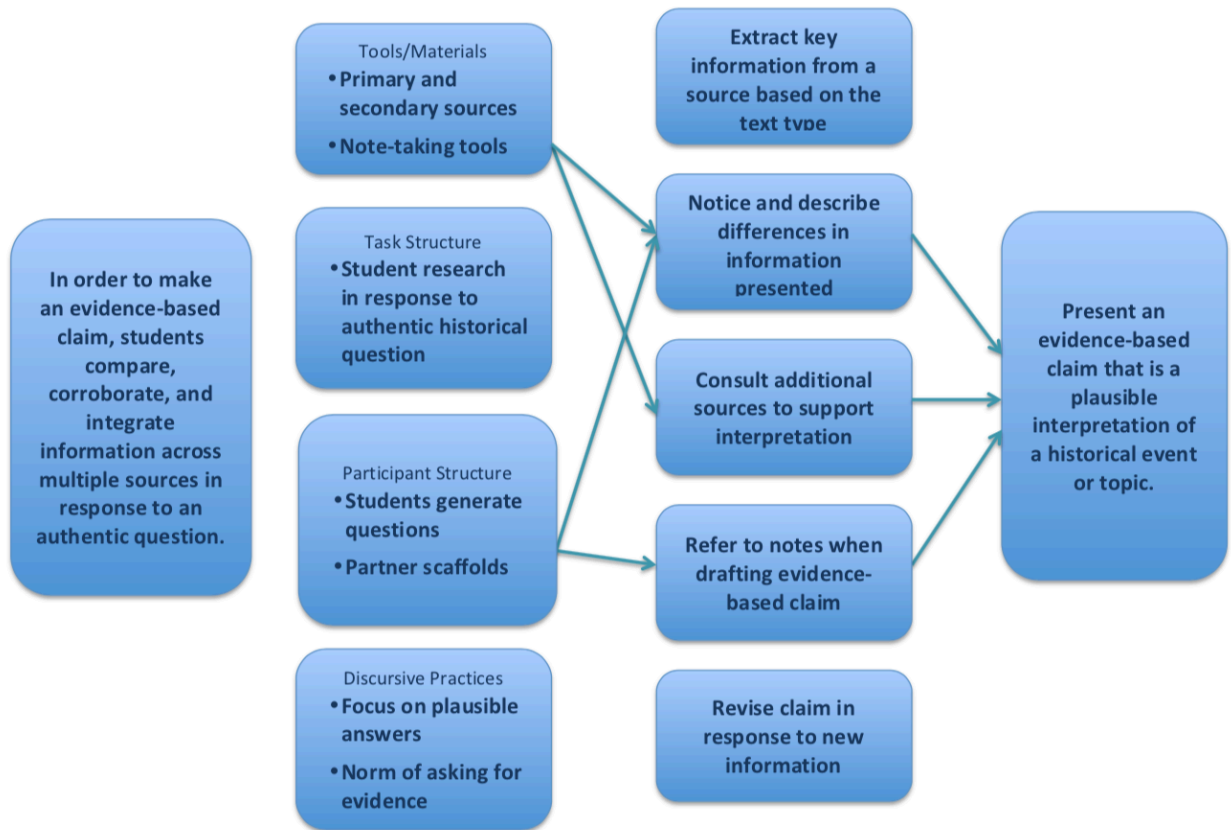 In order to make
an evidence-based
claim, students
compare,
corroborate, and
integrate
information across
multiple sources in
response to an
authentic question.
Tools/Materials
• Primary and
secondary sources
• Note-taking tools
Task Structure
• Student research
in response to
authentic historical
question
Participant Structure
• Students generate
questions
• Partner scaffolds
Discursive Practices
• Focus on plausible
answers
• Norm of asking for
evidence
Extract key
information from a
source based on the
text type
Notice and describe
differences in
information
presented
Consult additional
sources to support
interpretation
Refer to notes when
drafting evidence-
based claim
Revise claim in
response to new
information
Present an
evidence-based
claim that is a
plausible
interpretation of
a historical event
or topic.